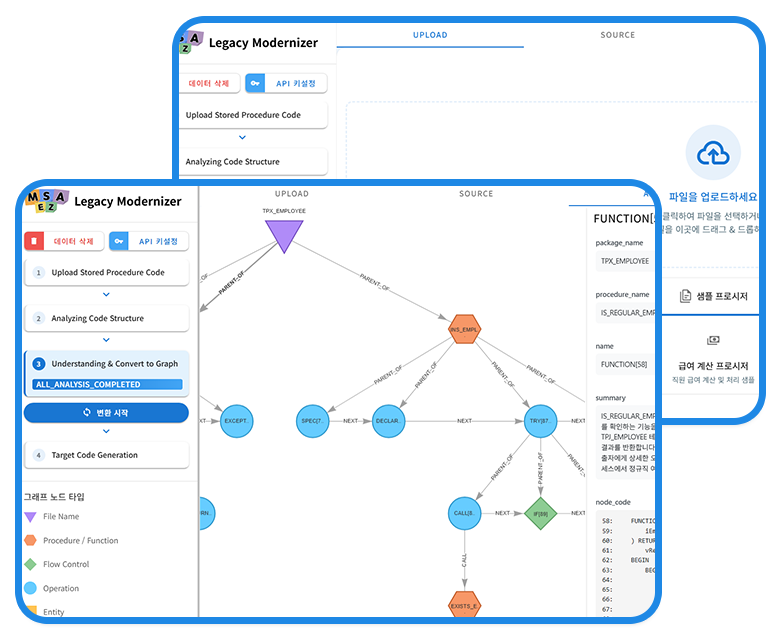 Legacy Modernizer
UPLOAD
SOURCE
데이터 삭제
API 키설정
Upload Stored Procedure Code
Analyzing Code Structure
파일을 업로드하세요
클릭하여 파일을 선택하거
이곳에 드래그 & 드롭하
샘플 프로시저
급여 계산 프로시저
직원 급여 계산 및 처리 샘플
MSA
EZ
Legacy Modernizer
UPLOAD
SOURCE
데이터 삭제
API 키설정
1 Upload Stored Procedure Code
2 Analyzing Code Structure
3 Understanding & Convert to Graph
ALL_ANALYSIS_COMPLETED
변환 시작
4 Target Code Generation
그래프 노드 타입
File Name
Procedure / Function
Flow Control
Operation
Entity
TPX_EMPLOYEE
PARENT_OF
PARENT_OF
INS_EMPL
PARENT_OF
PARENT_OF
PARENT_OF
PARENT_OF
EXCEPT.
SPEC[7.
NEXT
DECLAR.
NEXT
TRY[87.
NEXT
PARENT_OF
PARENT_OF
PARENT_OF
CALL[8.
NEXT
IF[89]
NEXT
CALL
EXISTS_E.
FUNCTION[5
package_name
TPX_EMPLOYEE
procedure_name
IS_REGULAR_EMP
name
FUNCTION[58]
summary
IS_REGULAR_EMP
를 확인하는 기능을
TPJ_EMPLOYEE 테
결과를 반환합니다
출자에게 상세한 오
세스에서 정규직 여
node_code
58: FUNCTIO
59: iEm
60: ) RETUR
61: vRe
62: BEGIN
63: BEG
64:
65:
66:
67: